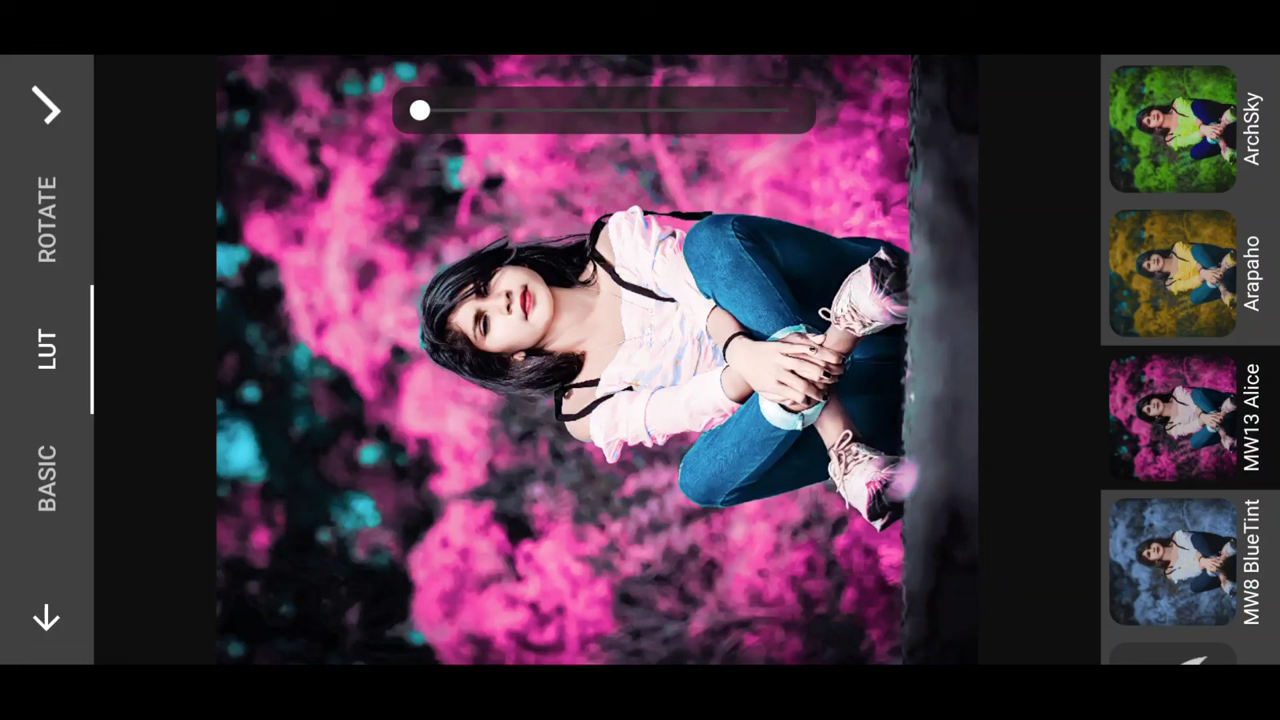 BASIC
LUT
ROTATE
MW8 BlueTint
MW13 Alice
Arapaho
ArchSky